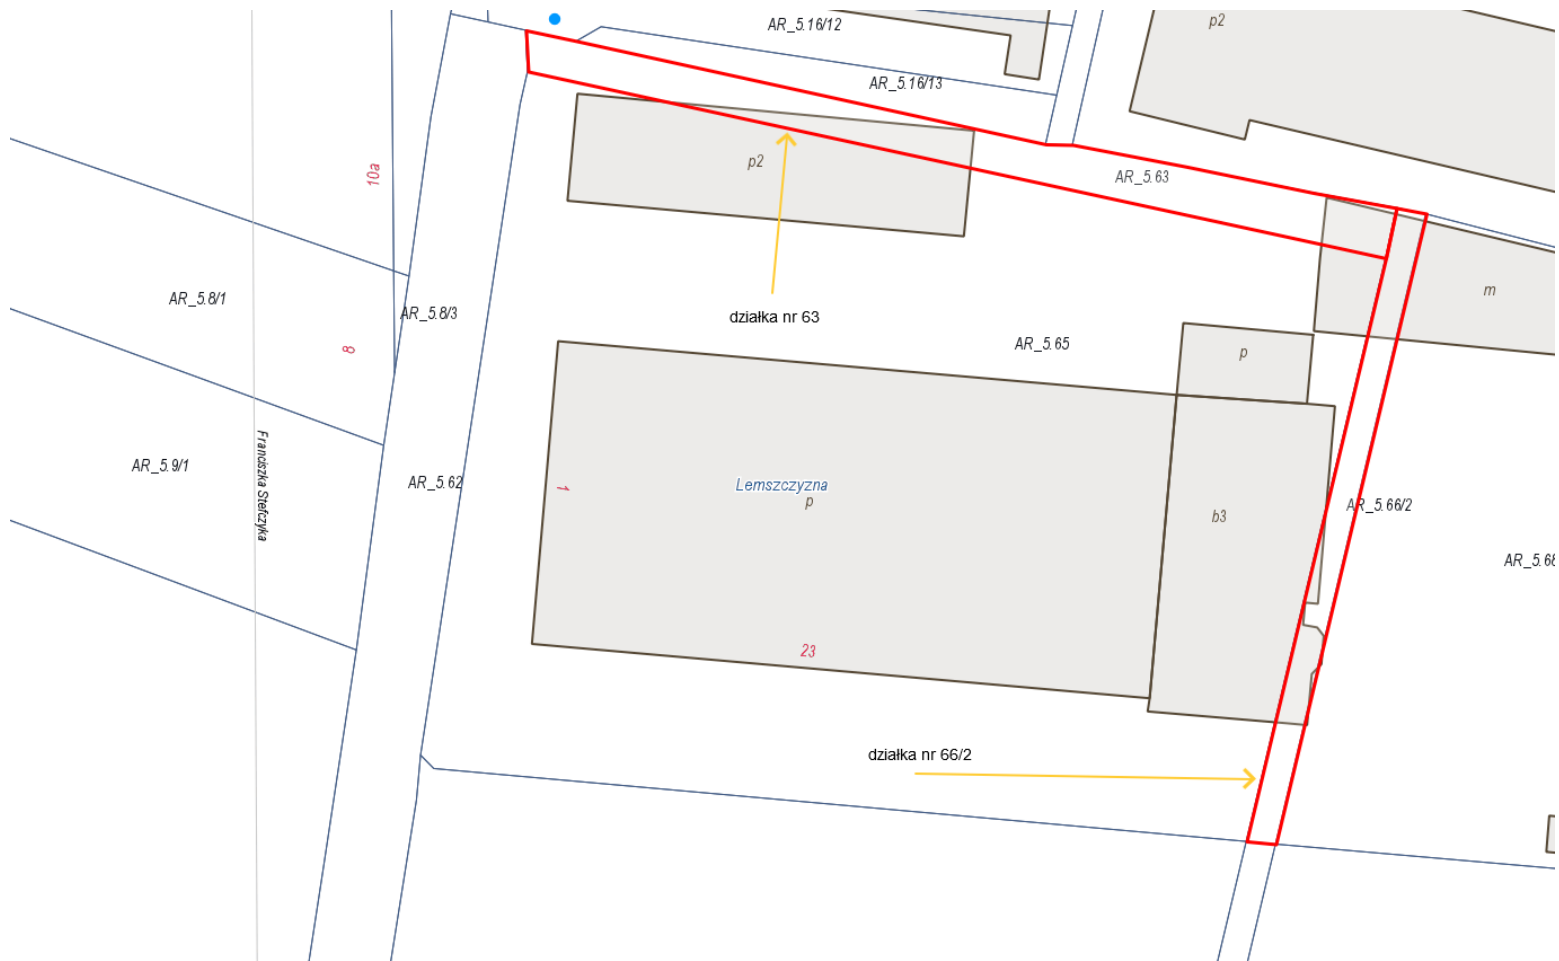 AR_5.16/12
p2
AR_5.16/13
p2
10a
AR_5.63
AR_5.8/1
AR_5.8/3
m
działka nr 63
8
AR_5.65
p
AR_5.9/1
Franciszka Stefczyka
AR_5.62
1
Lemszczyzna
p
b3
AR_5.66/2
AR_5.68
23
działka nr 66/2